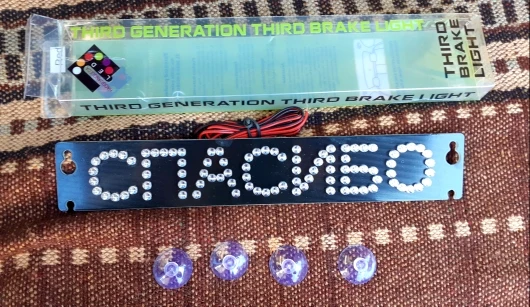 THIRD GENERATION THIRD BRAKE LIGHT
THIRD
BRAKE
LIGHT
THIRD GENERATION THIRD BRAKE LIGHT
СПАСИБО